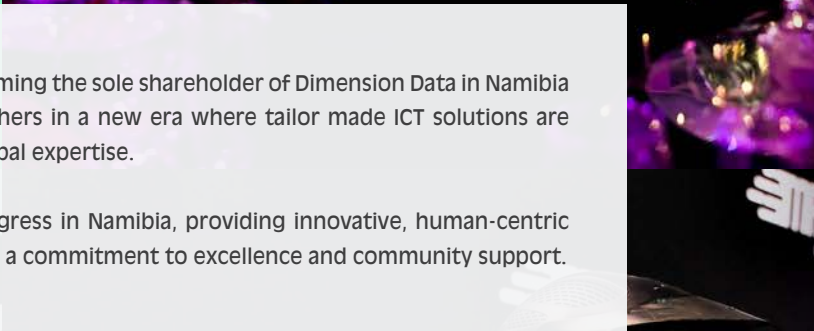 ming the sole shareholder of Dimension Data in Namibia
hers in a new era where tailor made ICT solutions are
bal expertise.
gress in Namibia, providing innovative, human-centric
a commitment to excellence and community support.